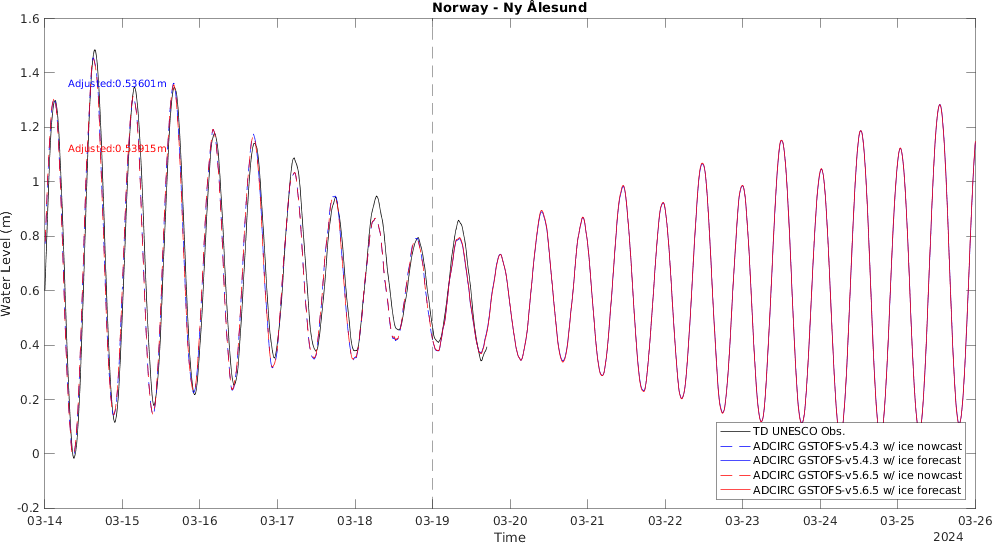 Norway - Ny Ålesund
1.6
1.4
1.2
1
0.8
0.6
0.4
0.2
0
-0.2
Water Level (m)
Adjusted:0.53601m
Adjusted:0.53915m
TD UNESCO Obs.
ADCIRC GSTOFS-v5.4.3 w/ ice nowcast
ADCIRC GSTOFS-v5.4.3 w/ ice forecast
ADCIRC GSTOFS-v5.6.5 w/ ice nowcast
ADCIRC GSTOFS-v5.6.5 w/ ice forecast
03-14 03-15 03-16 03-17 03-18 03-19 03-20 03-21 03-22 03-23 03-24 03-25 03-26
Time
2024